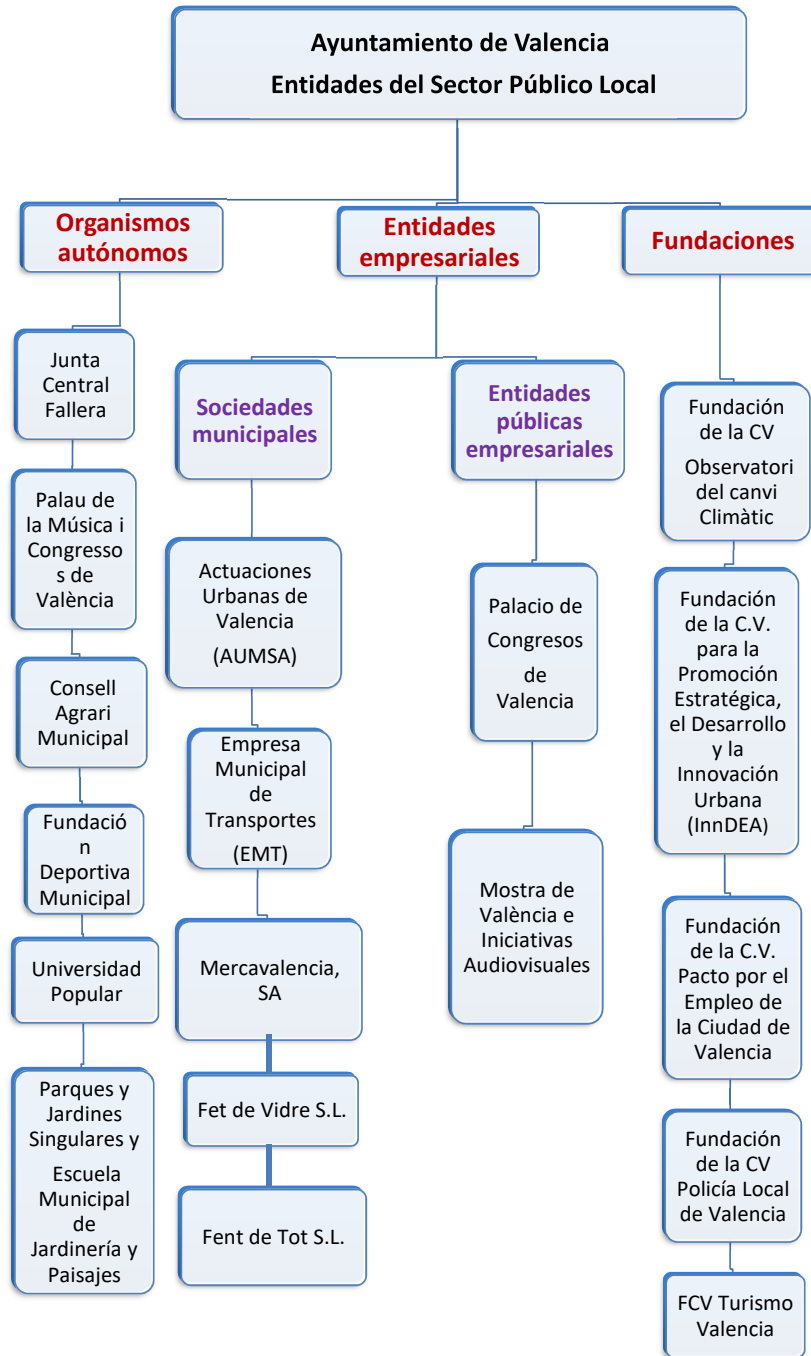 Ayuntamiento de Valencia
Entidades del Sector Público Local
Organismos
autónomos
Junta
Central
Fallera
Palau de
la Música i
Congresso
s de
València
Consell
Agrari
Municipal
Fundació
n
Deportiva
Municipal
Universidad
Popular
Parques y
Jardines
Singulares y
Escuela
Municipal
de
Jardinería y
Paisajes
Entidades
empresariales
Sociedades
municipales
Actuaciones
Urbanas de
Valencia
(AUMSA)
Empresa
Municipal
de
Transportes
(EMT)
Mercavalencia,
SA
Fet de Vidre S.L.
Fent de Tot S.L.
Entidades
públicas
empresariales
Palacio de
Congresos
de
Valencia
Mostra de
València e
Iniciativas
Audiovisuales
Fundaciones
Fundación
de la CV
Observatori
del canvi
Climàtic
Fundación
de la C.V.
para la
Promoción
Estratégica,
el Desarrollo
y la
Innovación
Urbana
(InnDEA)
Fundación
de la C.V.
Pacto por el
Empleo de
la Ciudad de
Valencia
Fundación
de la CV
Policía Local
de Valencia
FCV Turismo
Valencia